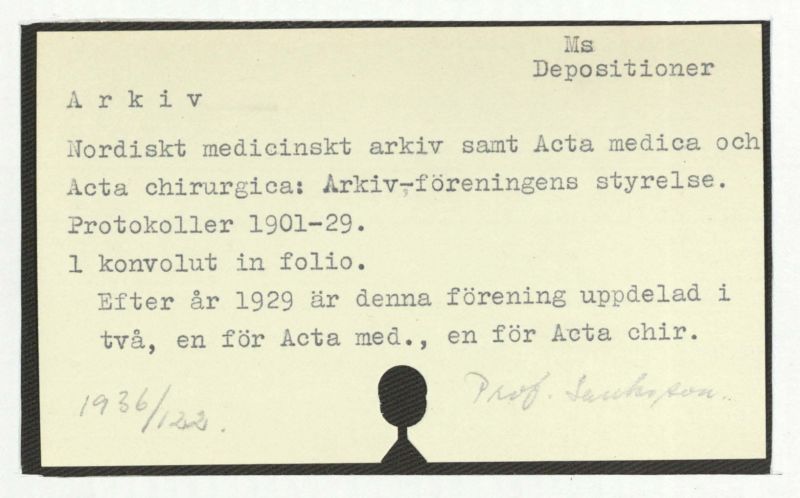 Ms
Depositioner
A r k i v
Nordiskt medicinskt arkiv samt Acta medica och
Acta chirurgica: Arkiv-föreningens styrelse.
Protokoller 1901-29.
1 konvolut in folio.
Efter år 1929 är denna förening uppdelad i
två, en för Acta med., en för Acta chir.
1936/122.
Prof.